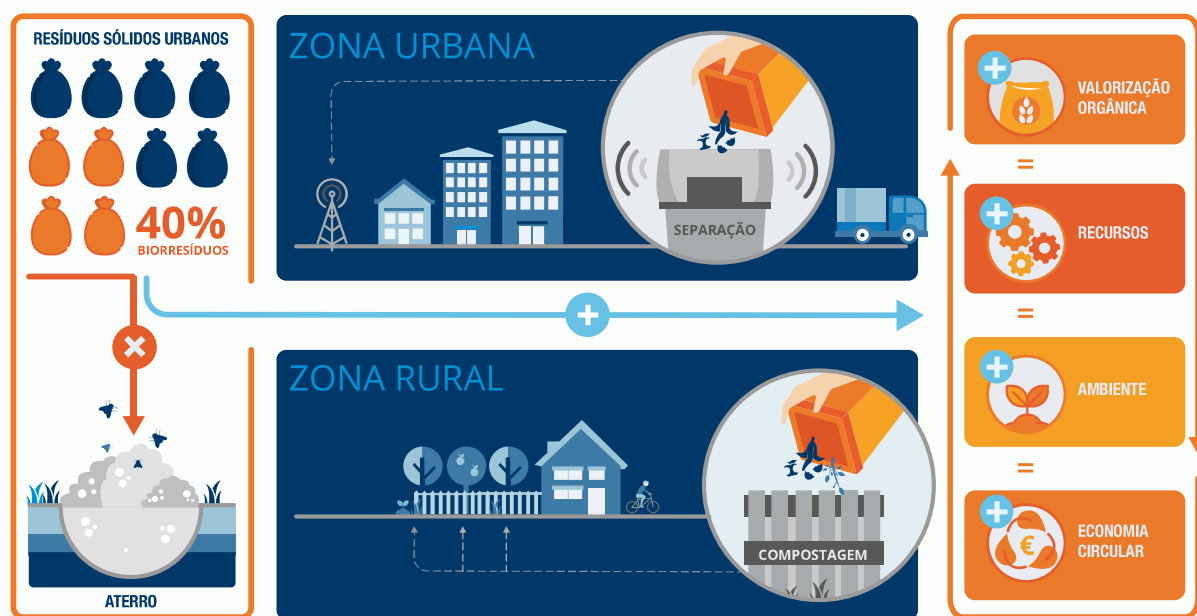 RESÍDUOS SÓLIDOS URBANOS
40%
BIORRESÍDUOS
ATERRO
ZONA URBANA
SEPARAÇÃO
ZONA RURAL
COMPOSTAGEM
VALORIZAÇÃO
ORGÂNICA
=
RECURSOS
=
AMBIENTE
=
€
ECONOMIA
CIRCULAR